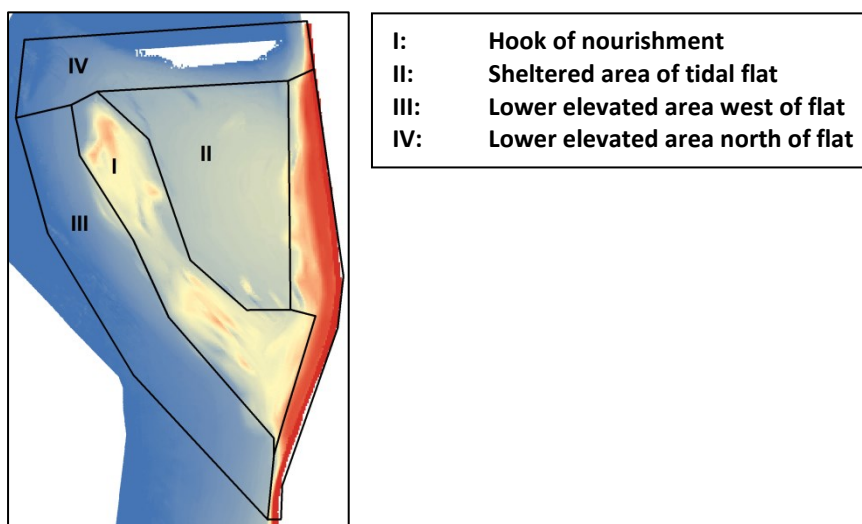 IV
II
I
III
I: Hook of nourishment
II: Sheltered area of tidal flat
III: Lower elevated area west of flat
IV: Lower elevated area north of flat